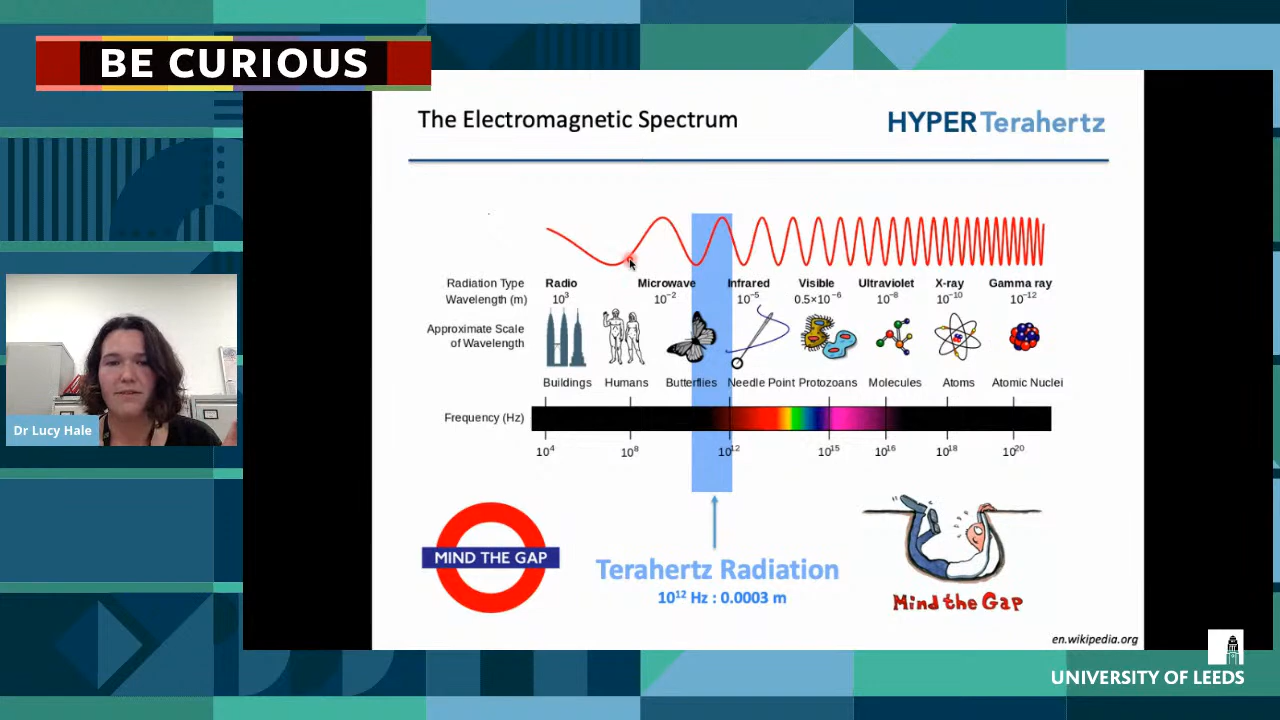 BE CURIOUS
The Electromagnetic Spectrum
HYPER Terahertz
Radiation Type Radio Microwave Infrared Visible Ultraviolet X-ray Gamma ray
Wavelength (m) 10³ 10⁻² 10⁻⁵ 0.5×10⁻⁶ 10⁻⁸ 10⁻¹⁰ 10⁻¹²
Approximate Scale
of Wavelength
Buildings Humans Butterflies Needle Point Protozoans Molecules Atoms Atomic Nuclei
Frequency (Hz)
10⁴ 10⁸ 10¹² 10¹⁵ 10¹⁶ 10¹⁸ 10²⁰
Dr Lucy Hale
MIND THE GAP
Terahertz Radiation
10¹² Hz : 0.0003 m
Mind the Gap
en.wikipedia.org
UNIVERSITY OF LEEDS